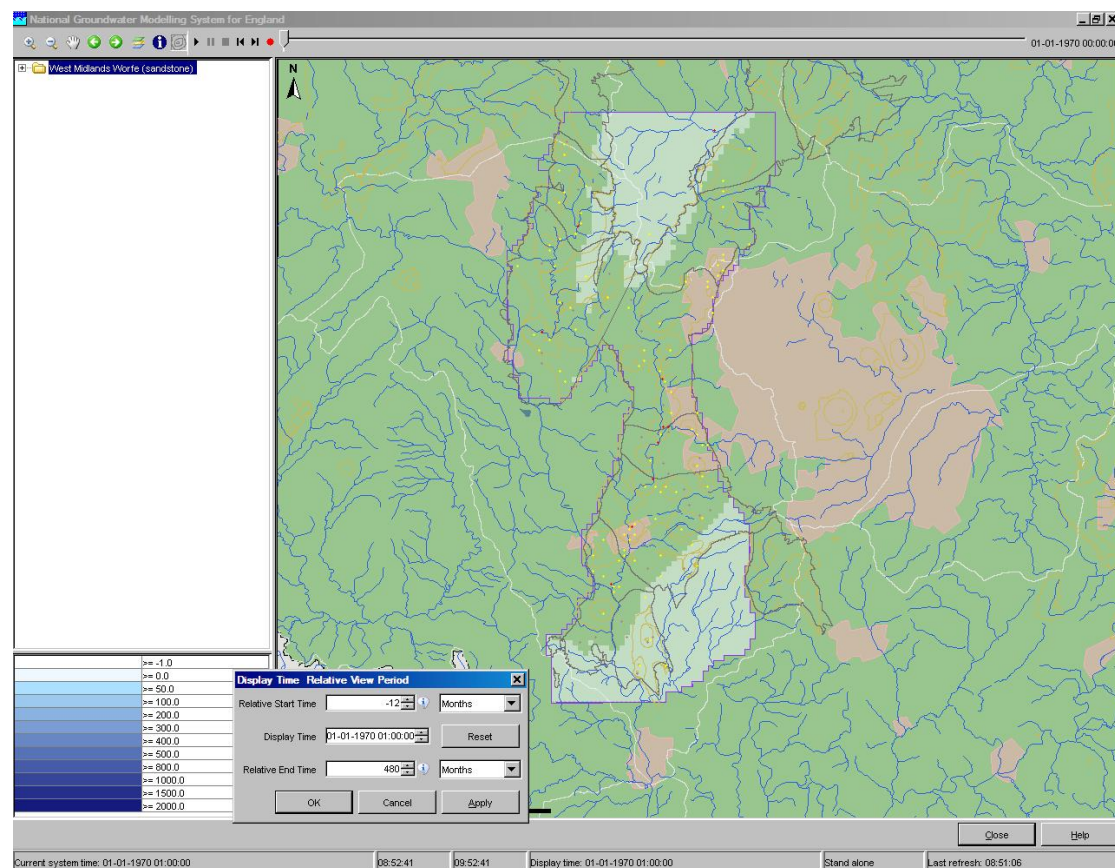 National Groundwater Modelling System for England
01-01-1970 00:00:00
West Midlands Worfe (sandstone)
N
>= -1.0
>= 0.0
>= 50.0
>= 100.0
>= 200.0
>= 300.0
>= 400.0
>= 500.0
>= 800.0
>= 1000.0
>= 1500.0
>= 2000.0
Display Time Relative View Period
Relative Start Time -12 Months
Display Time 01-01-1970 01:00:00 Reset
Relative End Time 480 Months
OK Cancel Apply
Close Help
Current system time: 01-01-1970 01:00:00 08:52:41 09:52:41 Display time: 01-01-1970 01:00:00 Stand alone Last refresh: 08:51:06